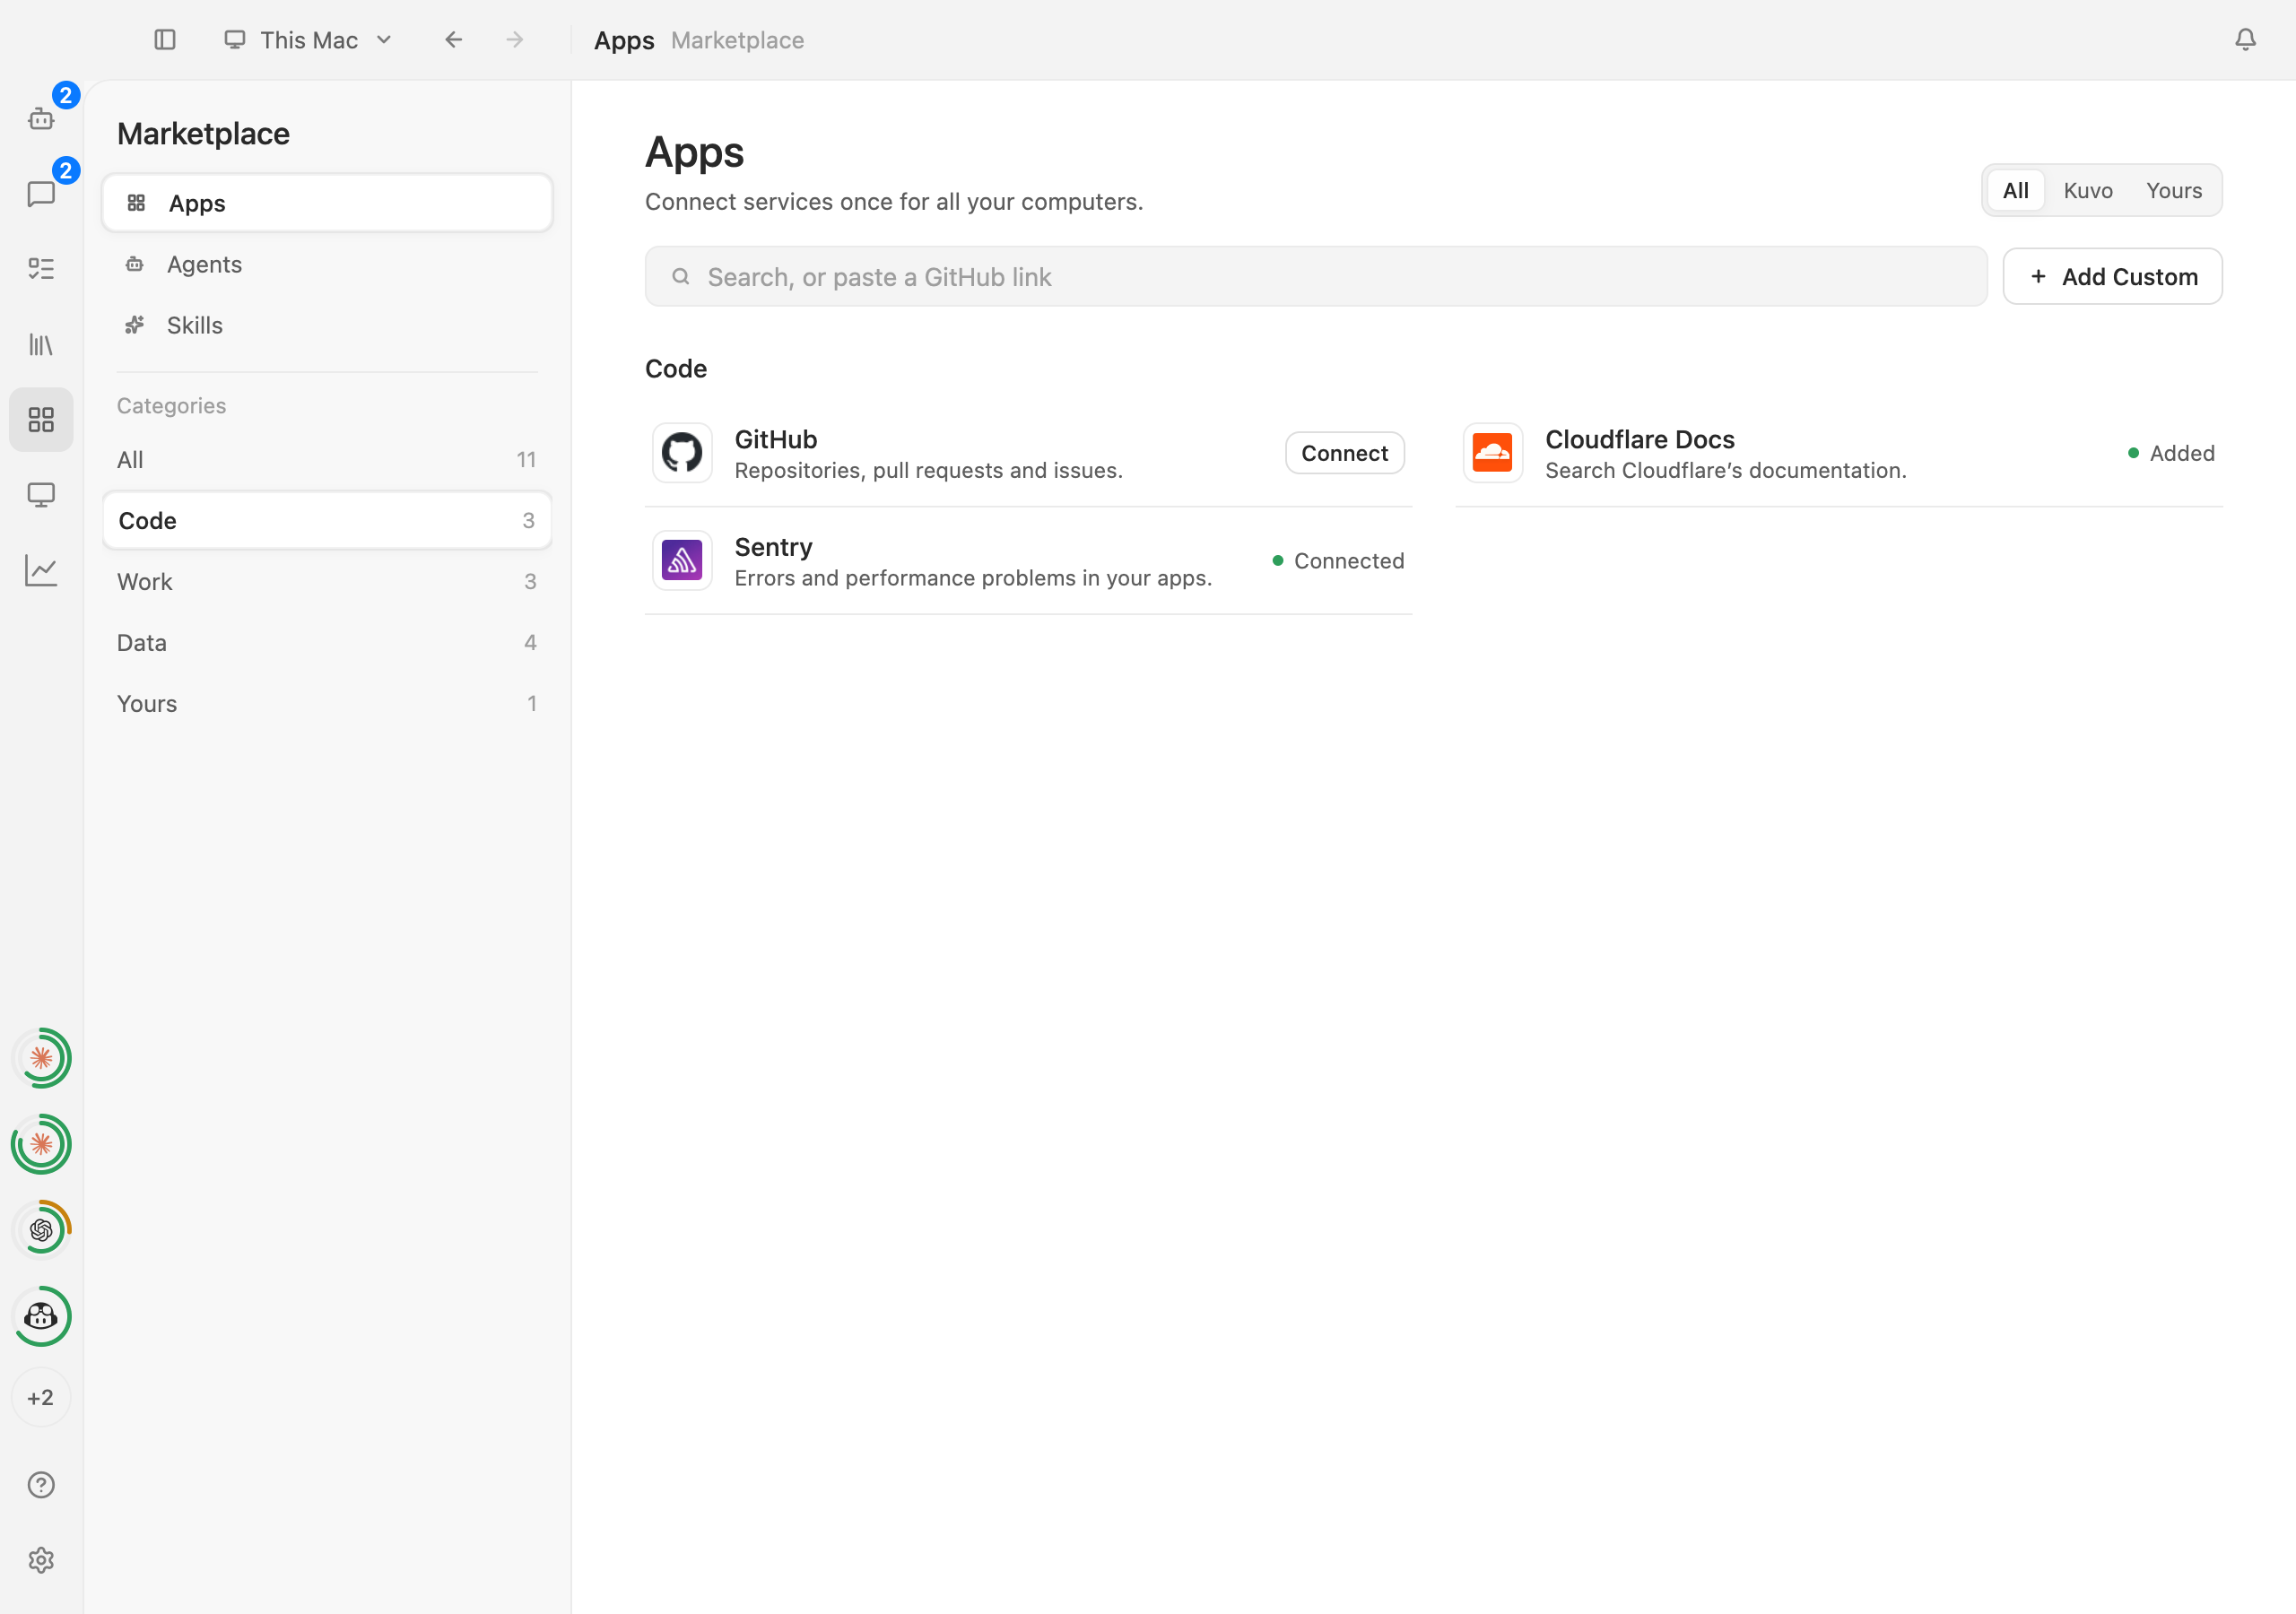 This Mac
Apps Marketplace
2
2
Marketplace
Apps
Agents
Skills
Categories
All 11
Code 3
Work 3
Data 4
Yours 1
+2
Apps
Connect services once for all your computers.
All Kuvo Yours
Search, or paste a GitHub link
+ Add Custom
Code
GitHub
Repositories, pull requests and issues.
Connect
Cloudflare Docs
Search Cloudflare’s documentation.
Added
Sentry
Errors and performance problems in your apps.
Connected